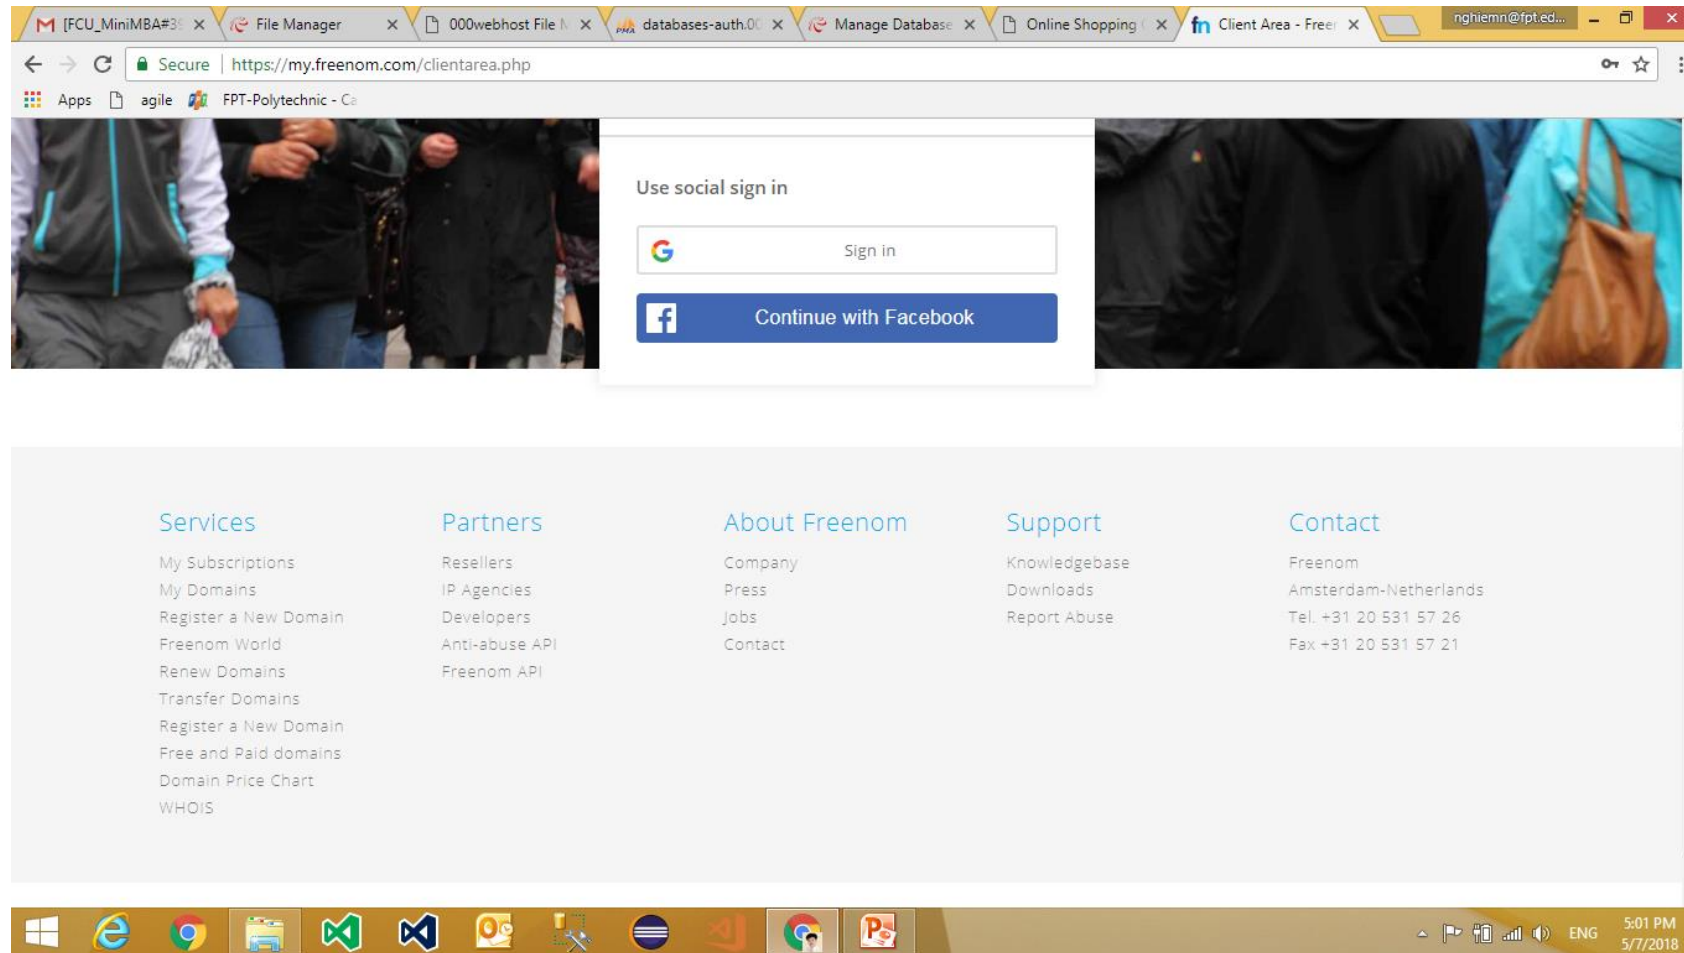 [FCU_MiniMBA#39
File Manager
000webhost File M
databases-auth.00
Manage Database
Online Shopping
Client Area - Freen
nghiemn@fpt.ed...
Secure
https://my.freenom.com/clientarea.php
Apps
agile
FPT-Polytechnic - Ca
Use social sign in
Sign in
Continue with Facebook
Services
My Subscriptions
My Domains
Register a New Domain
Freenom World
Renew Domains
Transfer Domains
Register a New Domain
Free and Paid domains
Domain Price Chart
WHOIS
Partners
Resellers
IP Agencies
Developers
Anti-abuse API
Freenom API
About Freenom
Company
Press
Jobs
Contact
Support
Knowledgebase
Downloads
Report Abuse
Contact
Freenom
Amsterdam-Netherlands
Tel. +31 20 531 57 26
Fax +31 20 531 57 21
ENG
5:01 PM
5/7/2018